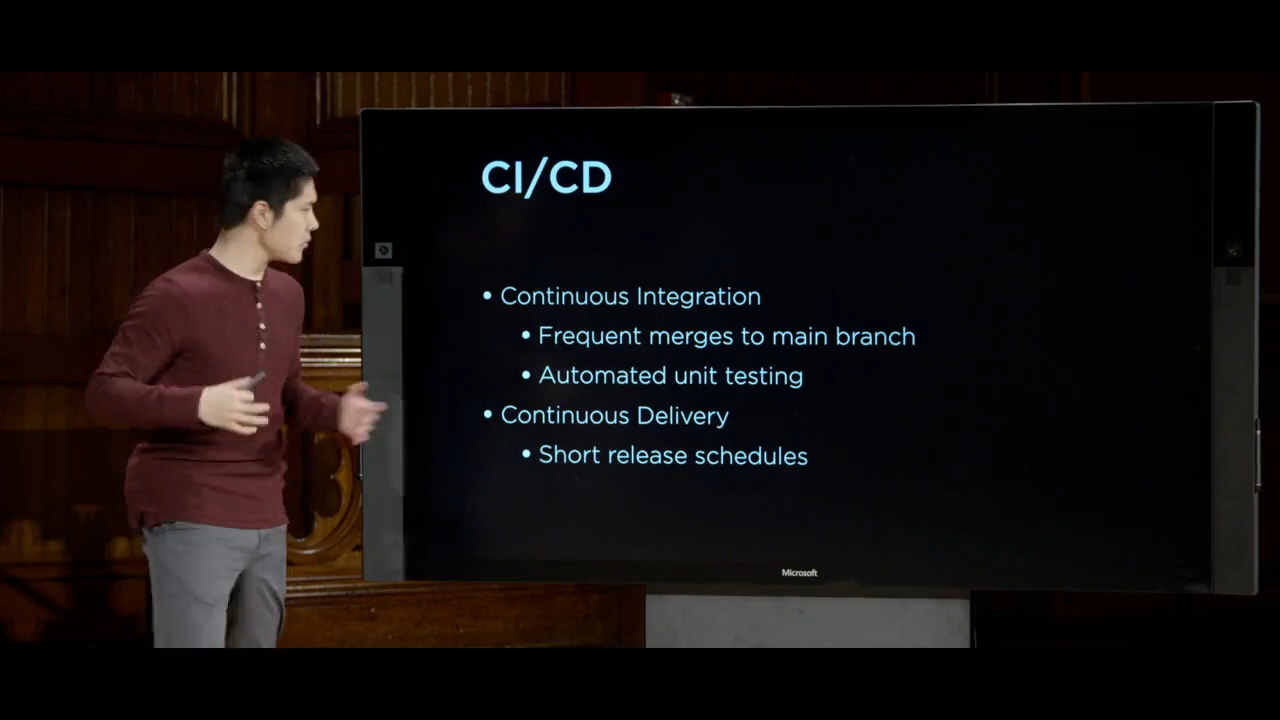 CI/CD
• Continuous Integration
• Frequent merges to main branch
• Automated unit testing
• Continuous Delivery
• Short release schedules
Microsoft